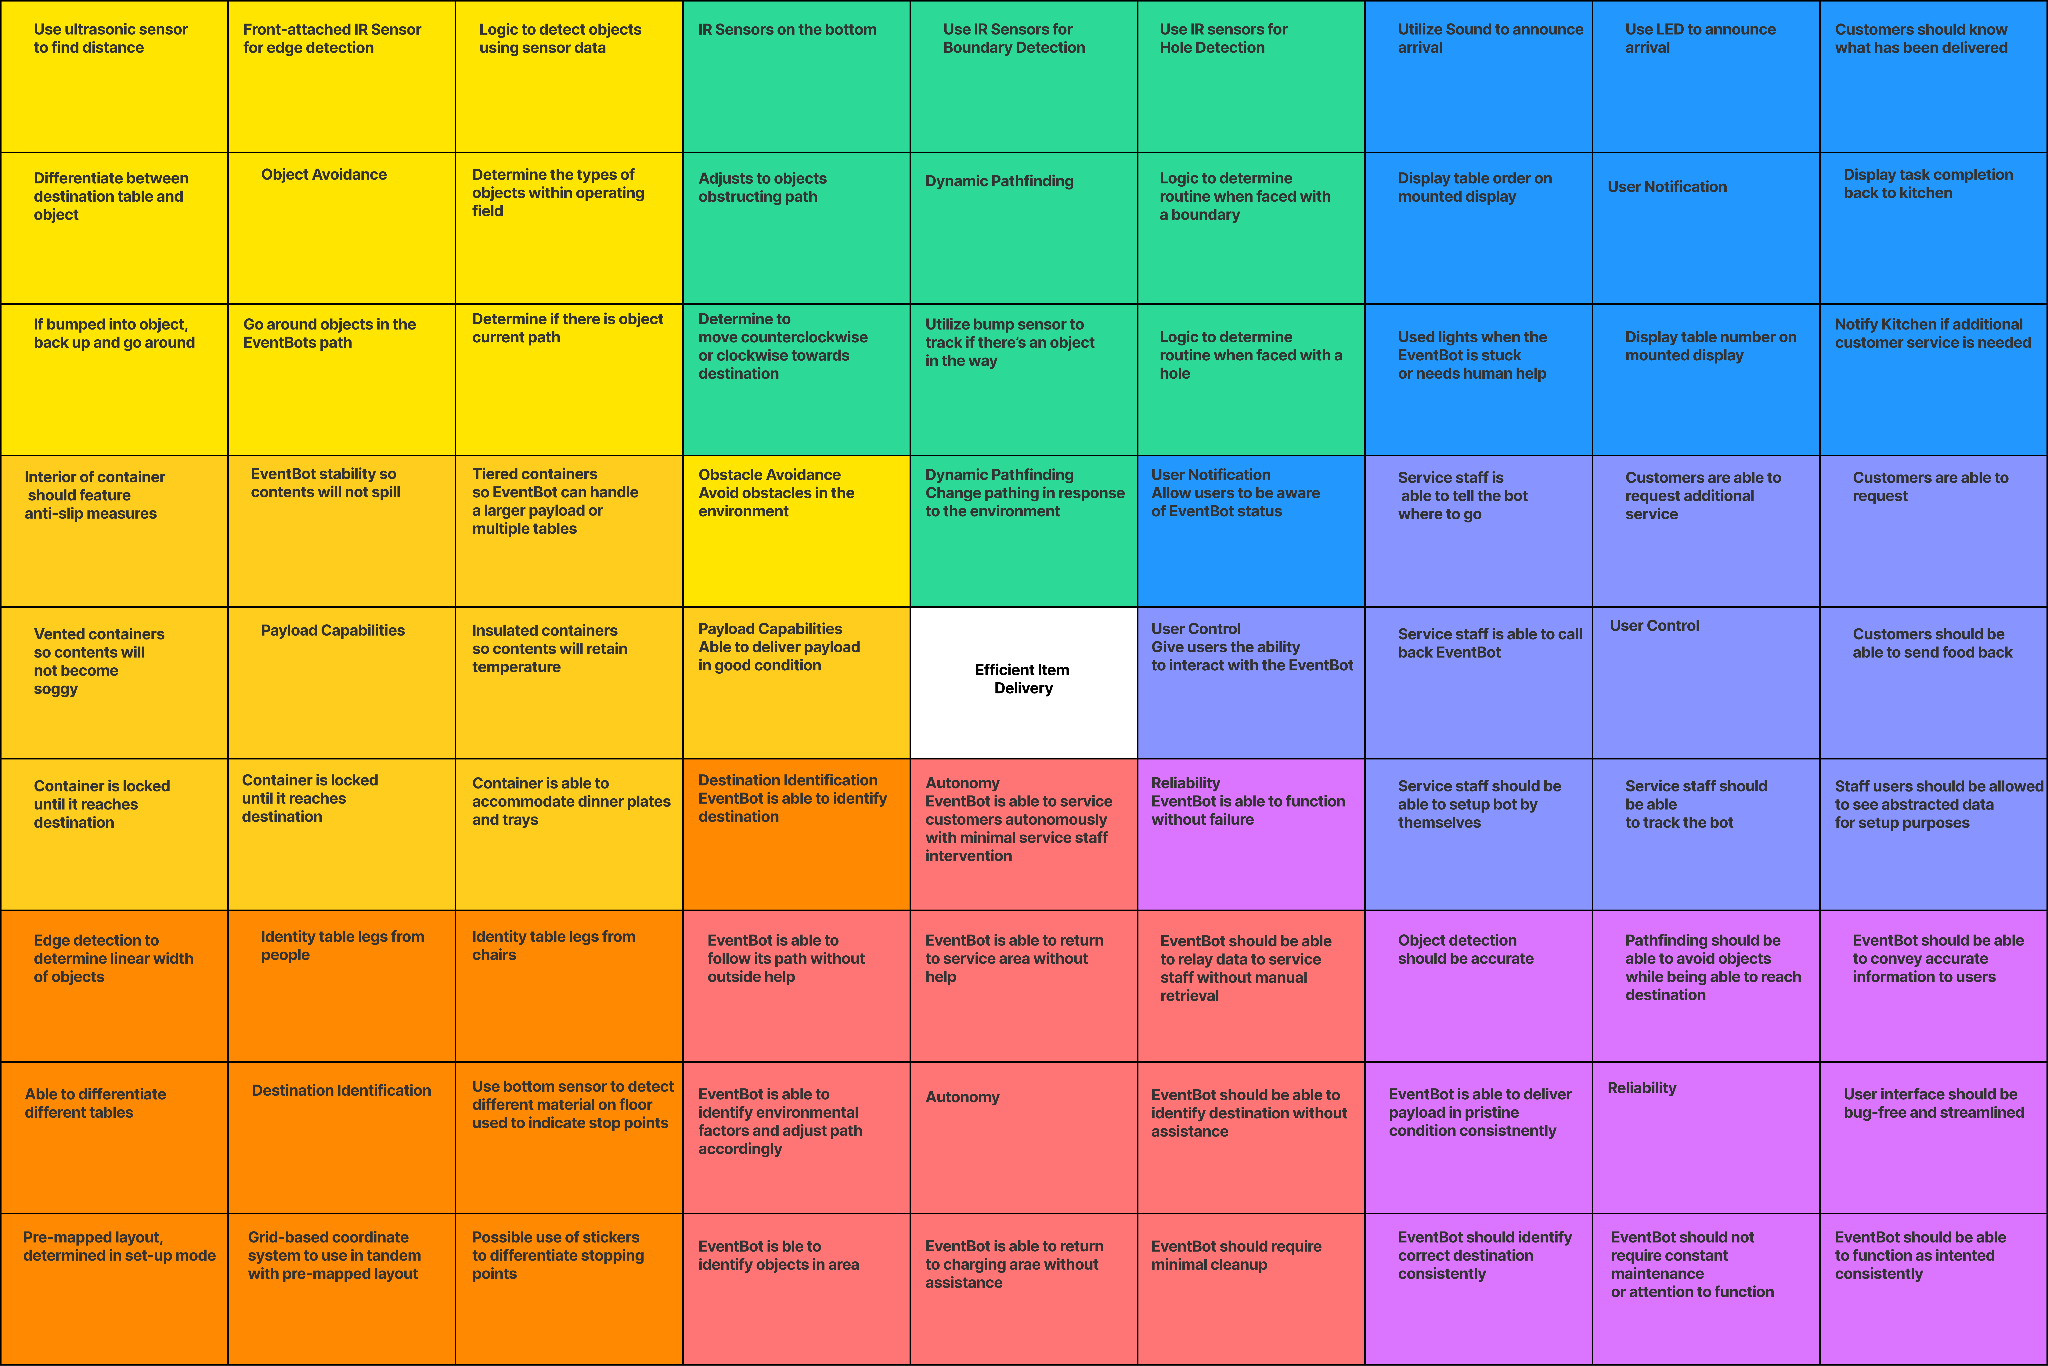 Use ultrasonic sensor
to find distance
Front-attached IR Sensor
for edge detection
Logic to detect objects
using sensor data
IR Sensors on the bottom
Use IR Sensors for
Boundary Detection
Use IR sensors for
Hole Detection
Utilize Sound to announce
arrival
Use LED to announce
arrival
Customers should know
what has been delivered
Differentiate between
destination table and
object
Object Avoidance
Determine the types of
objects within operating
field
Adjusts to objects
obstructing path
Dynamic Pathfinding
Logic to determine
routine when faced with
a boundary
Display table order on
mounted display
User Notification
Display task completion
back to kitchen
If bumped into object,
back up and go around
Go around objects in the
EventBots path
Determine if there is object
current path
Determine to
move counterclockwise
or clockwise towards
destination
Utilize bump sensor to
track if there's an object
in the way
Logic to determine
routine when faced with a
hole
Used lights when the
EventBot is stuck
or needs human help
Display table number on
mounted display
Notify Kitchen if additional
customer service is needed
Interior of container
should feature
anti-slip measures
EventBot stability so
contents will not spill
Tiered containers
so EventBot can handle
a larger payload or
multiple tables
Obstacle Avoidance
Avoid obstacles in the
environment
Dynamic Pathfinding
Change pathing in response
to the environment
User Notification
Allow users to be aware
of EventBot status
Service staff is
able to tell the bot
where to go
Customers are able to
request additional
service
Customers are able to
request
Vented containers
so contents will
not become
soggy
Payload Capabilities
Insulated containers
so contents will retain
temperature
Payload Capabilities
Able to deliver payload
in good condition
Efficient Item
Delivery
User Control
Give users the ability
to interact with the EventBot
Service staff is able to call
back EventBot
User Control
Customers should be
able to send food back
Container is locked
until it reaches
destination
Container is locked
until it reaches
destination
Container is able to
accommodate dinner plates
and trays
Destination Identification
EventBot is able to identify
destination
Autonomy
EventBot is able to service
customers autonomously
with minimal service staff
intervention
Reliability
EventBot is able to function
without failure
Service staff should be
able to setup bot by
themselves
Service staff should
be able
to track the bot
Staff users should be allowed
to see abstracted data
for setup purposes
Edge detection to
determine linear width
of objects
Identity table legs from
people
Identity table legs from
chairs
EventBot is able to
follow its path without
outside help
EventBot is able to return
to service area without
help
EventBot should be able
to relay data to service
staff without manual
retrieval
Object detection
should be accurate
Pathfinding should be
able to avoid objects
while being able to reach
destination
EventBot should be able
to convey accurate
information to users
Able to differentiate
different tables
Destination Identification
Use bottom sensor to detect
different material on floor
used to indicate stop points
EventBot is able to
identify environmental
factors and adjust path
accordingly
Autonomy
EventBot should be able to
identify destination without
assistance
EventBot is able to deliver
payload in pristine
condition consistnently
Reliability
User interface should be
bug-free and streamlined
Pre-mapped layout,
determined in set-up mode
Grid-based coordinate
system to use in tandem
with pre-mapped layout
Possible use of stickers
to differentiate stopping
points
EventBot is ble to
identify objects in area
EventBot is able to return
to charging arae without
assistance
EventBot should require
minimal cleanup
EventBot should identify
correct destination
consistently
EventBot should not
require constant
maintenance
or attention to function
EventBot should be able
to function as intented
consistently